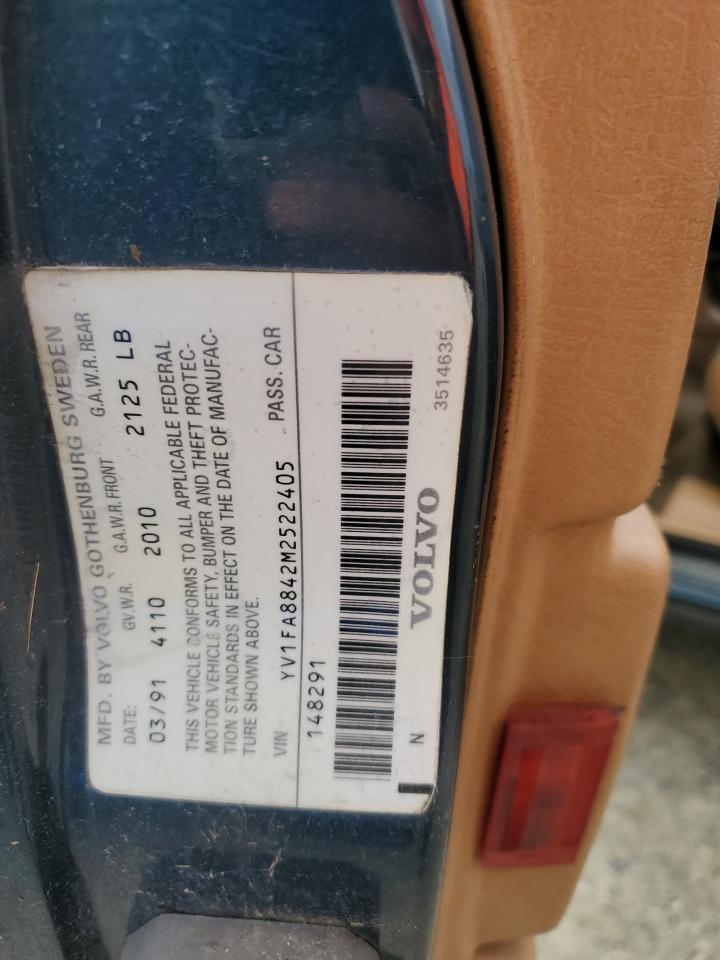 MFD. BY VOLVO GOTHENBURG SWEDEN
DATE: G.V.W.R. G.A.W.R. FRONT G.A.W.R. REAR
03/91 4110 2010 2125 LB
THIS VEHICLE CONFORMS TO ALL APPLICABLE FEDERAL
MOTOR VEHICLE SAFETY, BUMPER AND THEFT PROTEC-
TION STANDARDS IN EFFECT ON THE DATE OF MANUFAC-
TURE SHOWN ABOVE.
VIN YV1FA8842M2522405 PASS. CAR
148291
N VOLVO 3514635